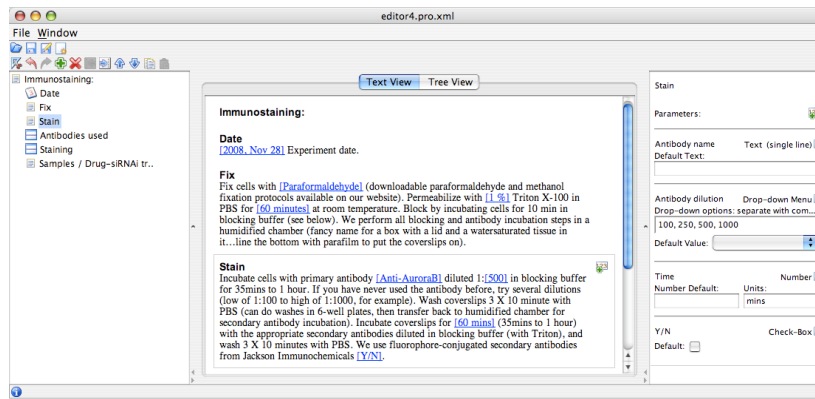 editor4.pro.xml
File Window
Immunostaining:
Date
Fix
Stain
Antibodies used
Staining
Samples / Drug-siRNAi tr..
Text View Tree View
Immunostaining:
Date
[2008, Nov 28] Experiment date.
Fix
Fix cells with [Paraformaldehyde] (downloadable paraformaldehyde and methanol
fixation protocols available on our website). Permeabilize with [1 %] Triton X-100 in
PBS for [60 minutes] at room temperature. Block by incubating cells for 10 min in
blocking buffer (see below). We perform all blocking and antibody incubation steps in a
humidified chamber (fancy name for a box with a lid and a watersaturated tissue in
it...line the bottom with parafilm to put the coverslips on).
Stain
Incubate cells with primary antibody [Anti-AuroraB] diluted 1:[500] in blocking buffer
for 35mins to 1 hour. If you have never used the antibody before, try several dilutions
(low of 1:100 to high of 1:1000, for example). Wash coverslips 3 X 10 minute with
PBS (can do washes in 6-well plates, then transfer back to humidified chamber for
secondary antibody incubation). Incubate coverslips for [60 mins] (35mins to 1 hour)
with the appropriate secondary antibodies diluted in blocking buffer (with Triton), and
wash 3 X 10 minutes with PBS. We use fluorophore-conjugated secondary antibodies
from Jackson Immunochemicals [Y/N].
Stain
Parameters:
Antibody name Text (single line)
Default Text:
Antibody dilution Drop-down Menu
Drop-down options: separate with com...
100, 250, 500, 1000
Default Value:
Time Number
Number Default: Units:
mins
Y/N Check-Box
Default: